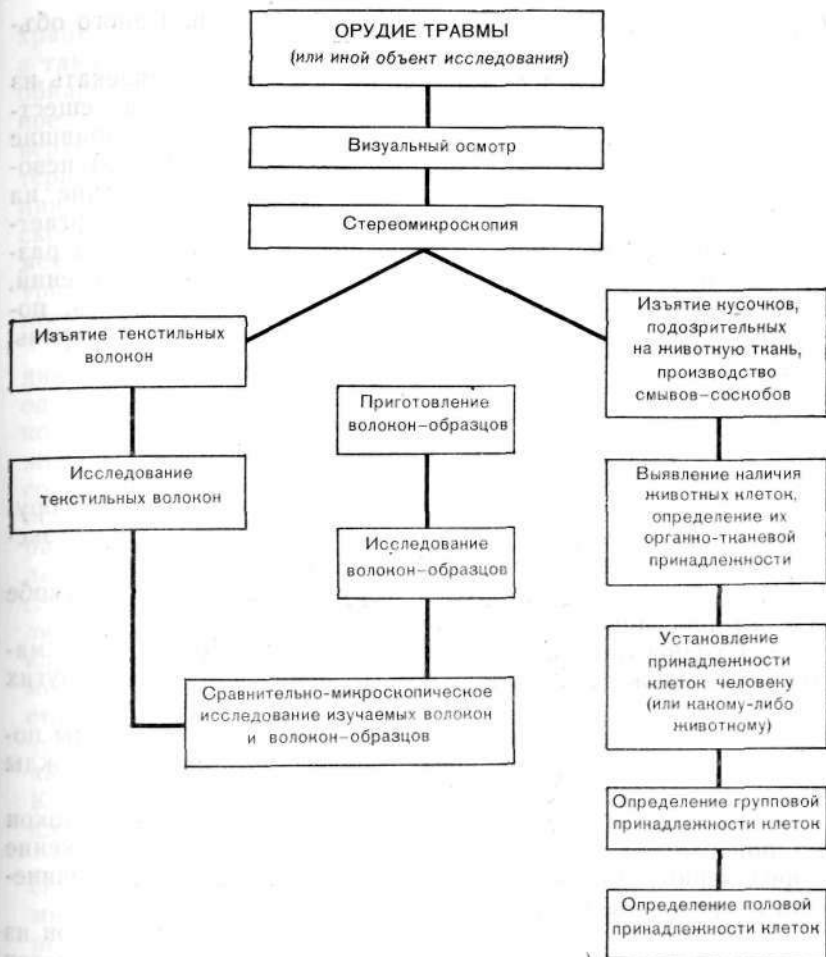 ОРУДИЕ ТРАВМЫ
(или иной объект исследования)
Визуальный осмотр
Стереомикроскопия
Изъятие текстильных
волокон
Исследование
текстильных волокон
Приготовление
волокон-образцов
Исследование
волокон-образцов
Сравнительно-микроскопическое
исследование изучаемых волокон
и волокон-образцов
Изъятие кусочков,
подозрительных
на животную ткань,
производство
смывов-соскобов
Выявление наличия
животных клеток,
определение их
органно-тканевой
принадлежности
Установление
принадлежности
клеток человеку
(или какому-либо
животному)
Определение групповой
принадлежности клеток
Определение половой
принадлежности клеток